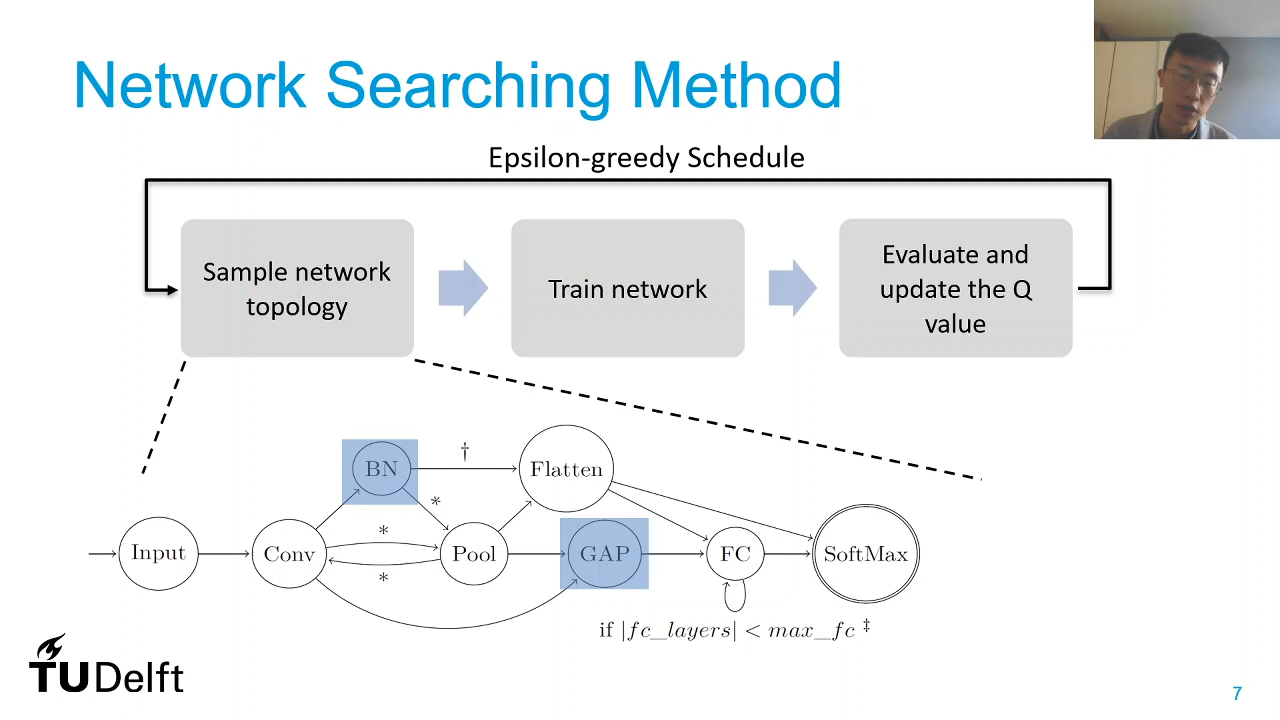 Network Searching Method
Epsilon-greedy Schedule
Sample network
topology
Train network
Evaluate and
update the Q
value
BN
†
Flatten
*
Input
Conv
*
*
Pool
GAP
FC
SoftMax
if |fc_layers| < max_fc ‡
TUDelft
7